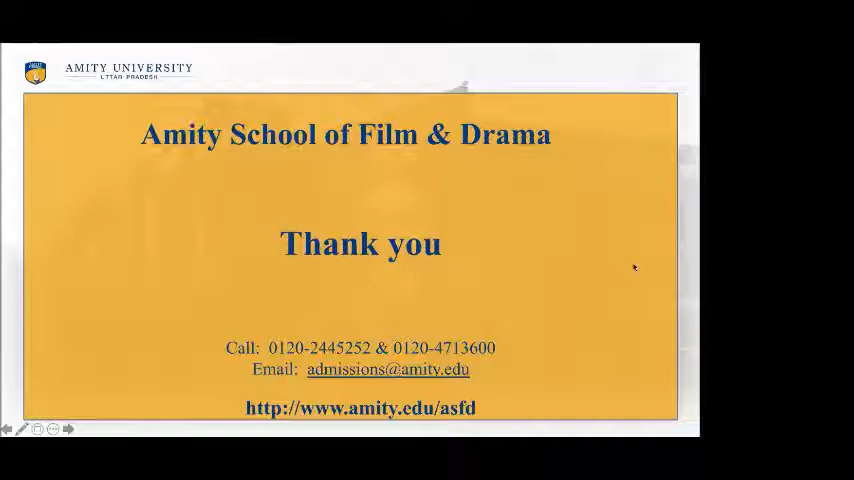 AMITY UNIVERSITY
UTTAR PRADESH
Amity School of Film & Drama
Thank you
Call: 0120-2445252 & 0120-4713600
Email: admissions@amity.edu
http://www.amity.edu/asfd